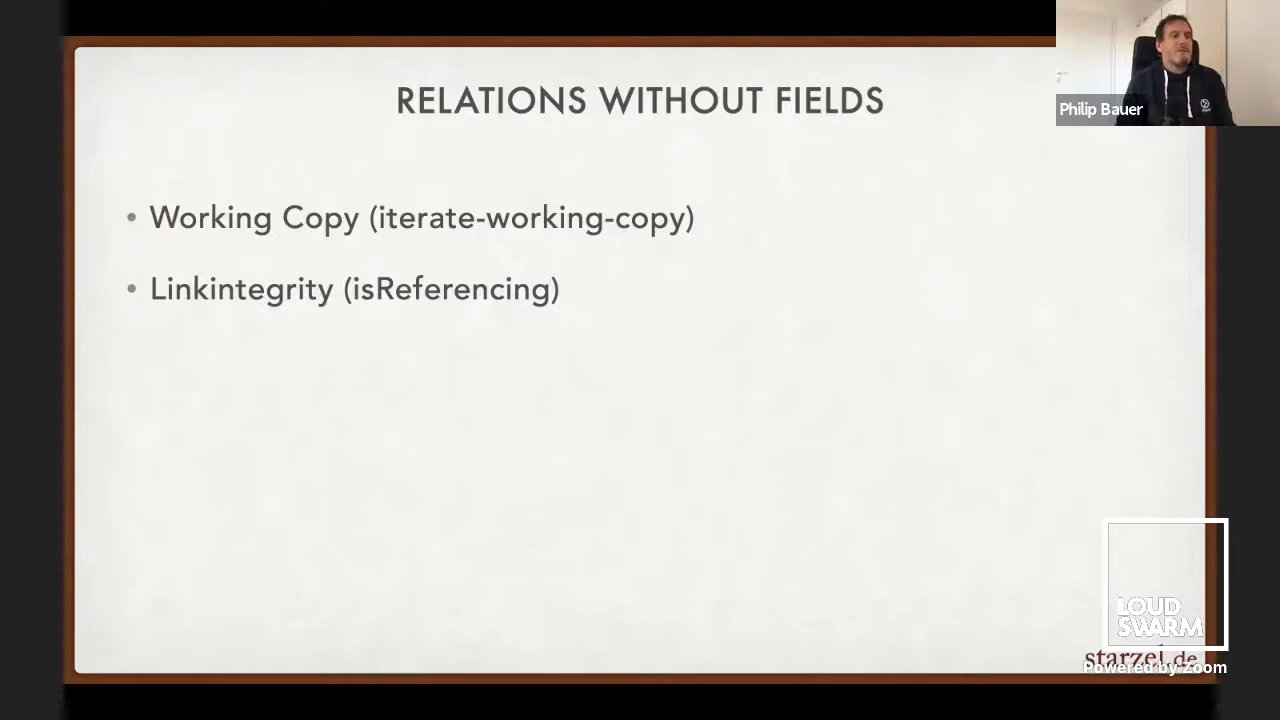 RELATIONS WITHOUT FIELDS
Philip Bauer
• Working Copy (iterate-working-copy)
• Linkintegrity (isReferencing)
LOUD
SWARM
starzel.de
Powered by Zoom